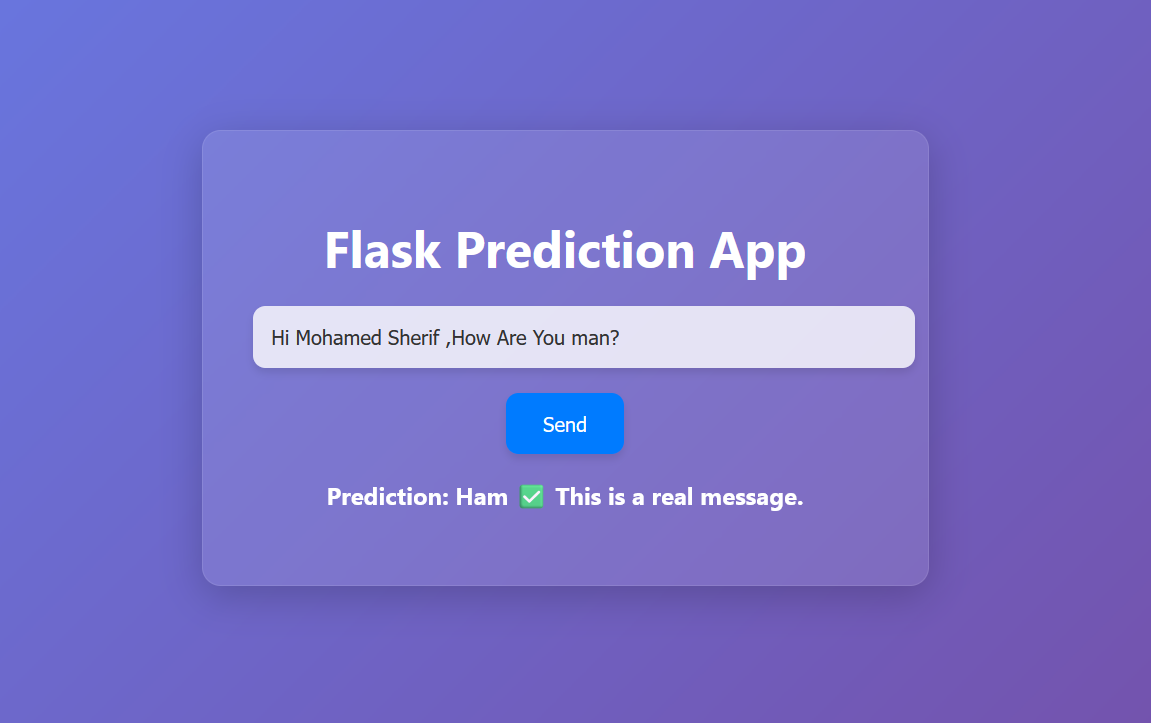 Flask Prediction App
Hi Mohamed Sherif ,How Are You man?
Send
Prediction: Ham ✅ This is a real message.